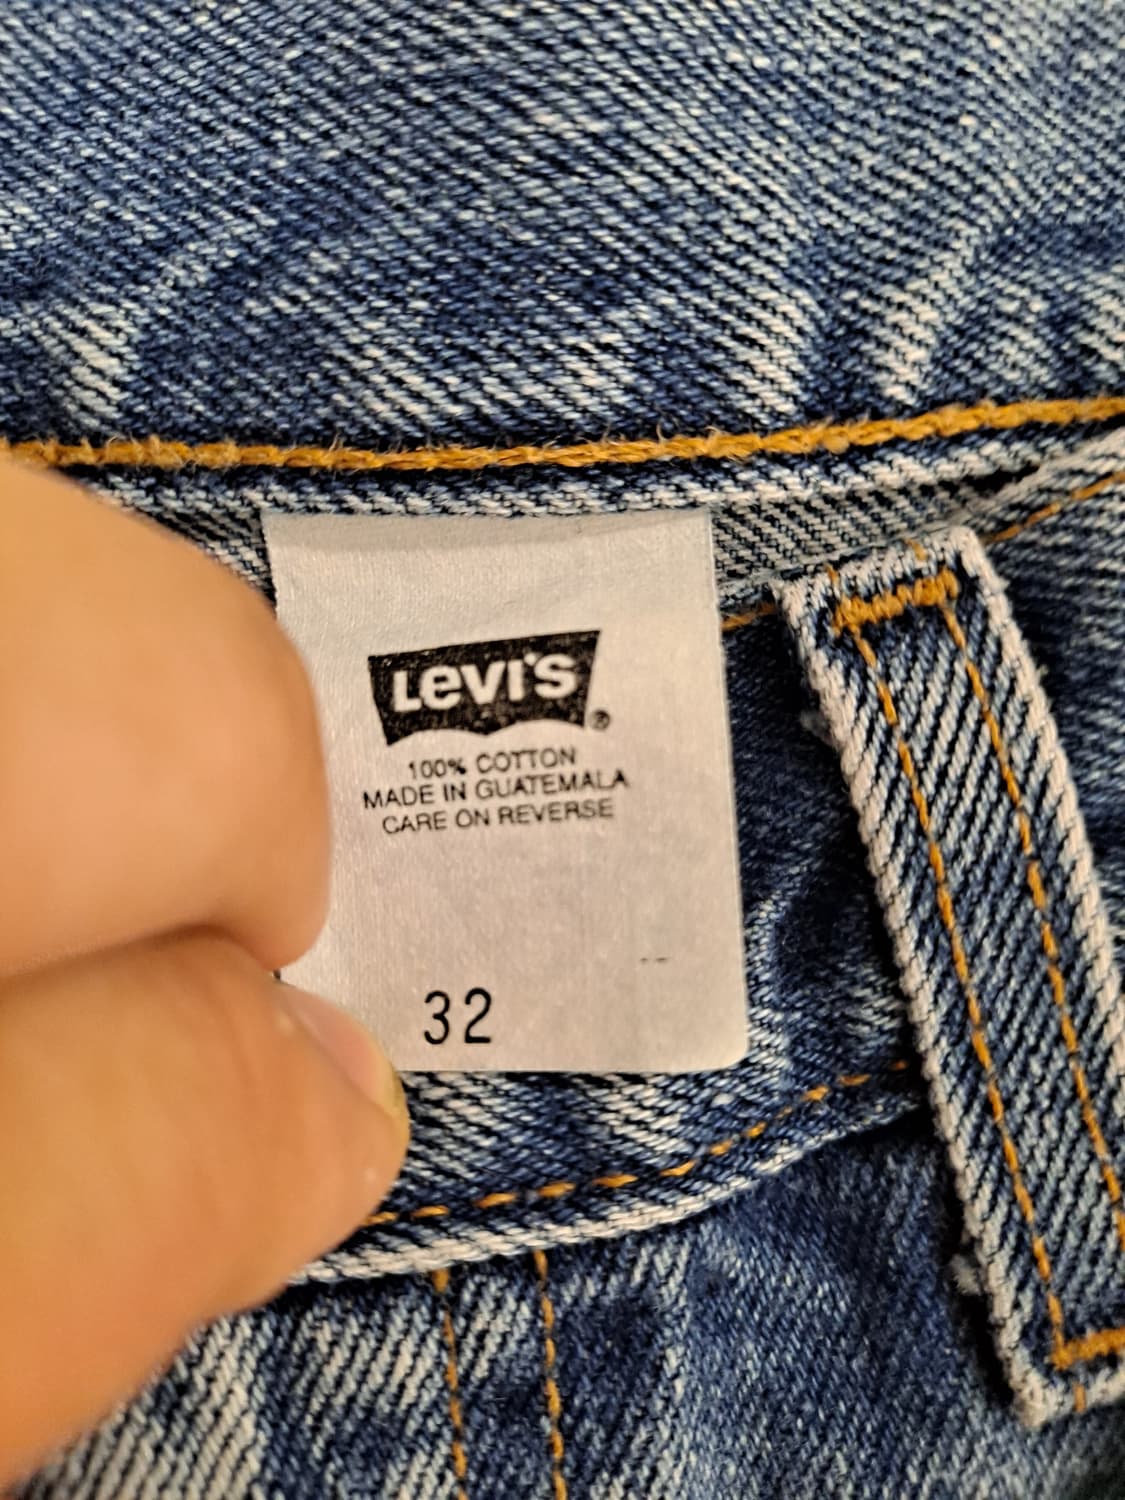 LEVI'S ®
100% COTTON
MADE IN GUATEMALA
CARE ON REVERSE
32